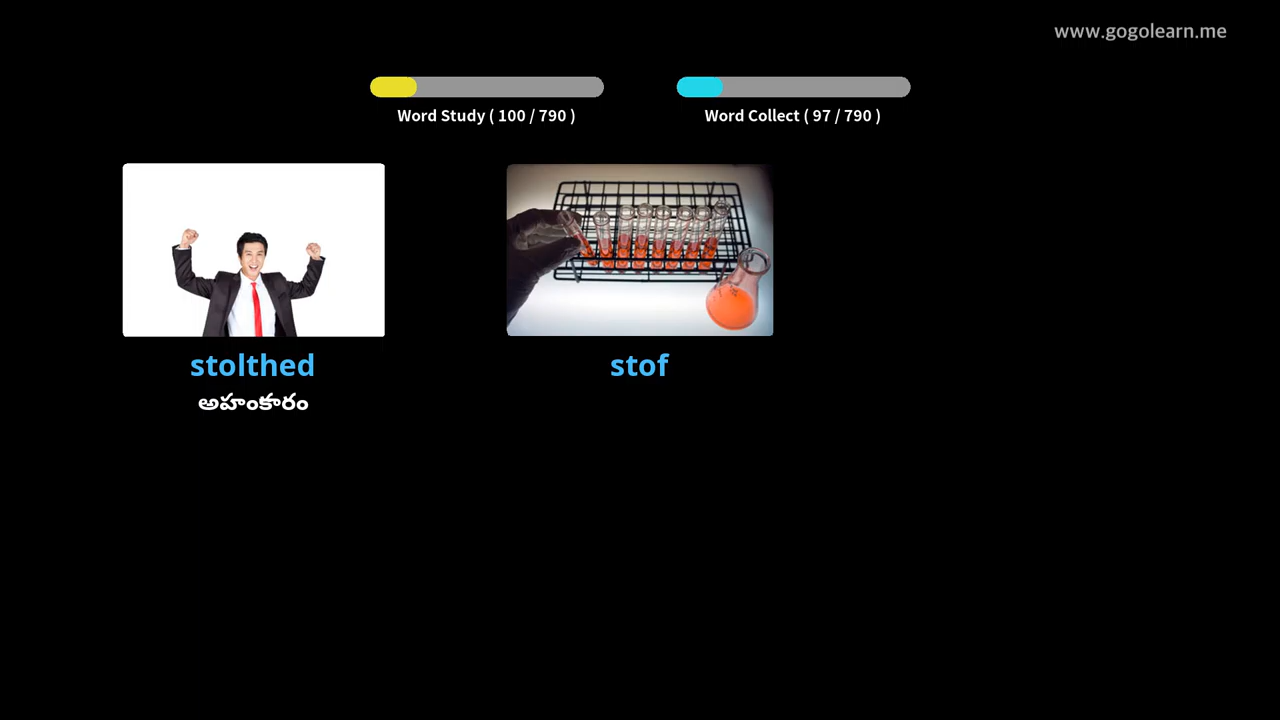 www.gogolearn.me
Word Study ( 100 / 790 )
Word Collect ( 97 / 790 )
stolthed
అహంకారం
stof